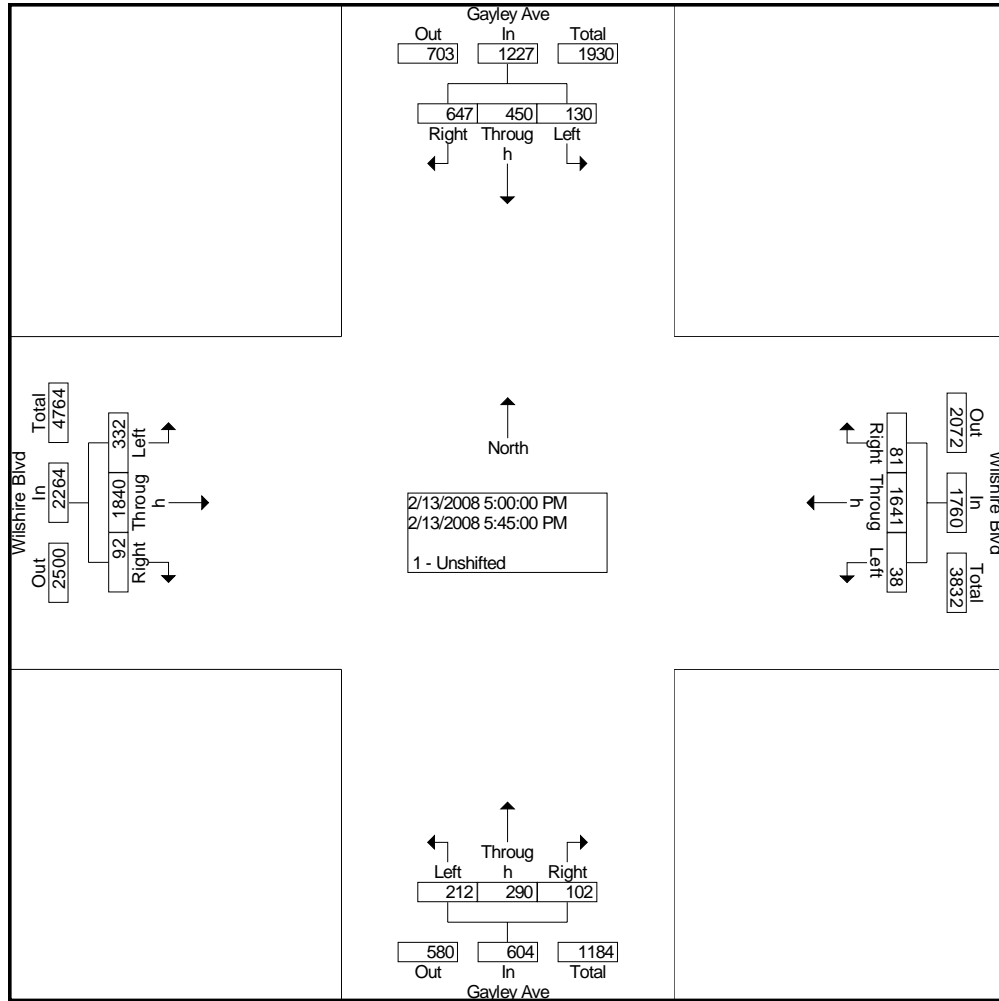 Gayley Ave
Out In Total
703 1227 1930
647 450 130
Right Throug
h Left
Wilshire Blvd
Total In Out
4764 2264 2500
332 1840 92
Left Throug
h Right
North
2/13/2008 5:00:00 PM
2/13/2008 5:45:00 PM
1 - Unshifted
Wilshire Blvd
Out In Total
2072 1760 3832
81 1641 38
Right Throug
h Left
Left Throug
h Right
212 290 102
580 604 1184
Out In Total
Gayley Ave